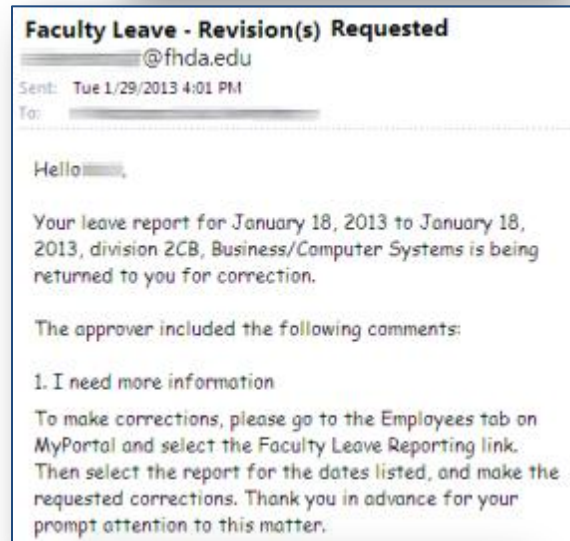 Faculty Leave - Revision(s) Requested
@fhda.edu
Sent: Tue 1/29/2013 4:01 PM
To:
Hello ,
Your leave report for January 18, 2013 to January 18,
2013, division 2CB, Business/Computer Systems is being
returned to you for correction.
The approver included the following comments:
1. I need more information
To make corrections, please go to the Employees tab on
MyPortal and select the Faculty Leave Reporting link.
Then select the report for the dates listed, and make the
requested corrections. Thank you in advance for your
prompt attention to this matter.